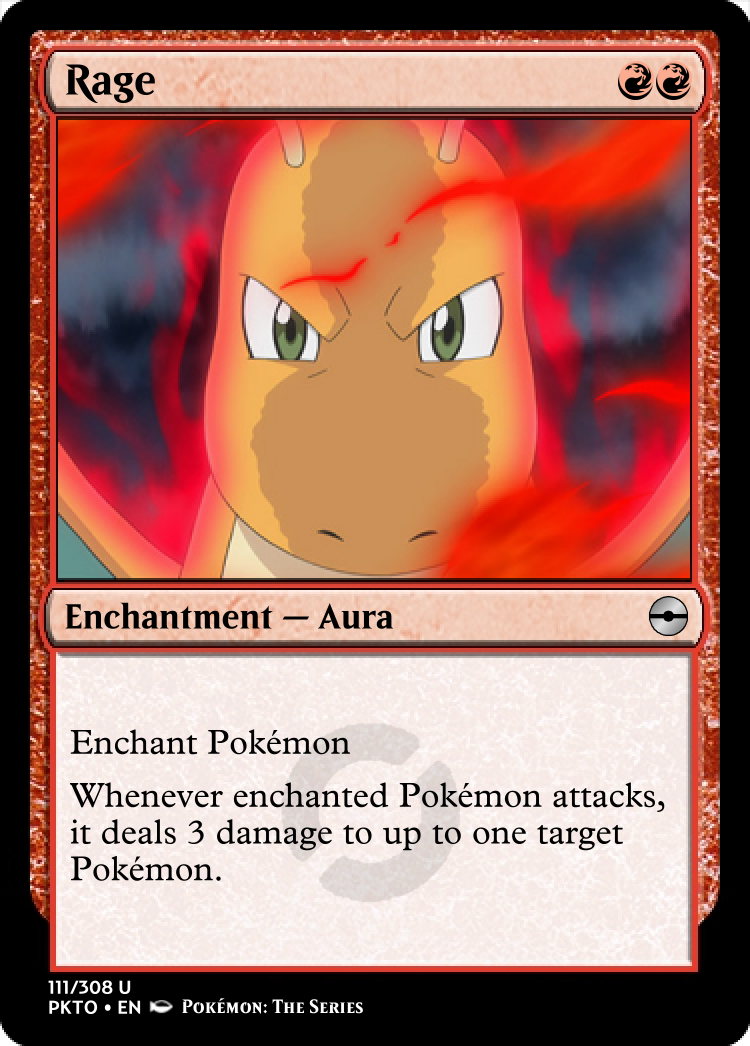 Rage
Enchantment — Aura
Enchant Pokémon
Whenever enchanted Pokémon attacks,
it deals 3 damage to up to one target
Pokémon.
111/308 U
PKTO • EN Pokémon: The Series